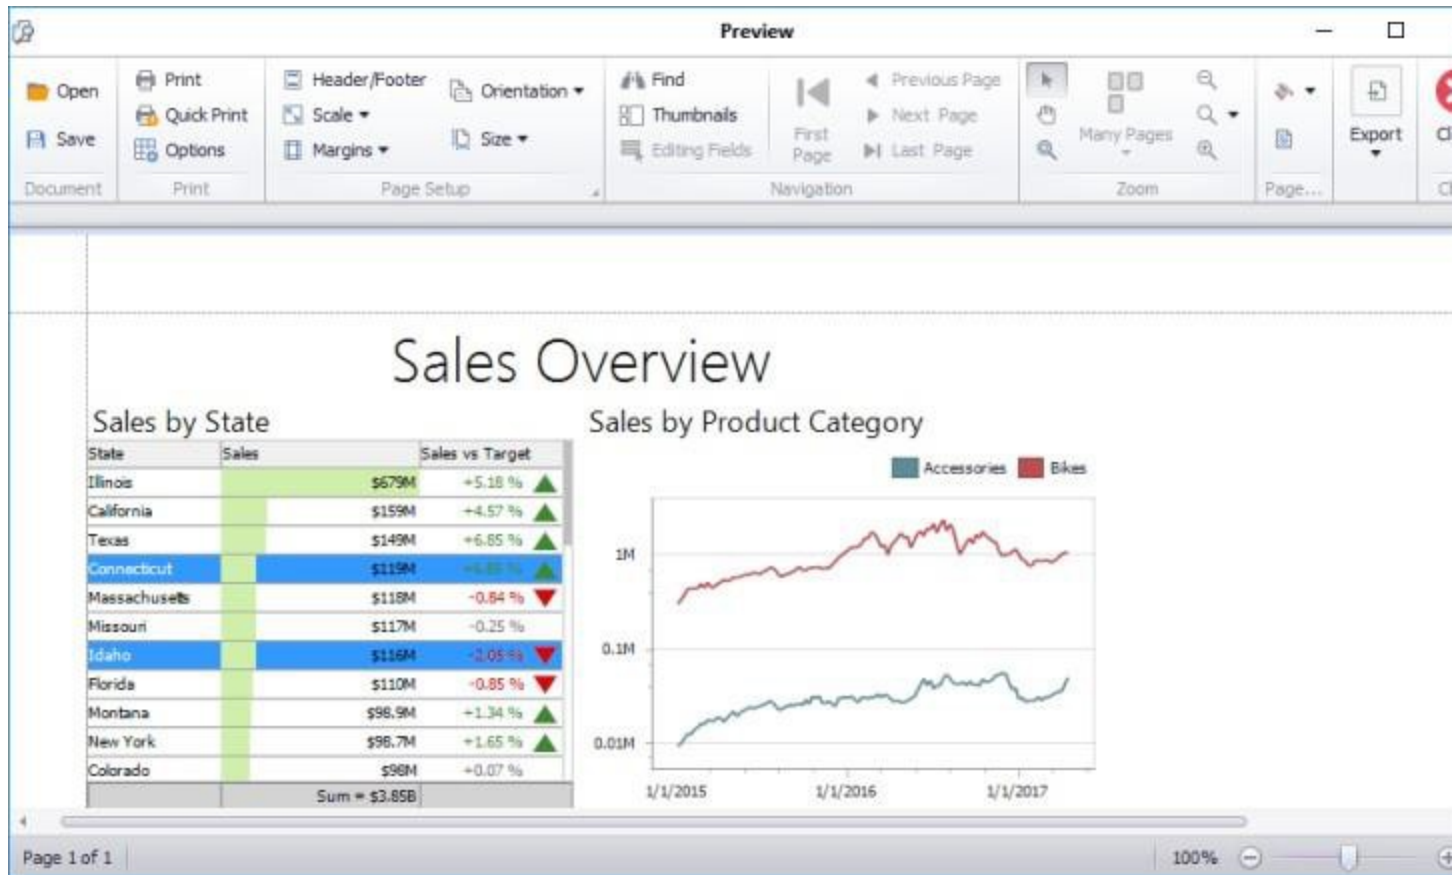 Preview
Open
Save
Document
Print
Quick Print
Options
Print
Header/Footer
Scale
Margins
Orientation
Size
Page Setup
Find
Thumbnails
Editing Fields
First
Page
Previous Page
Next Page
Last Page
Navigation
Many Pages
Zoom
Page...
Export
Sales Overview
Sales by State
State Sales Sales vs Target
Illinois $679M +5.18 %
California $159M +4.57 %
Texas $149M +6.85 %
Connecticut $119M
Massachusetts $118M -0.84 %
Missouri $117M -0.25 %
Idaho $116M -2.05 %
Florida $110M -0.85 %
Montana $98.9M +1.34 %
New York $98.7M +1.65 %
Colorado $98M +0.07 %
Sum = $3.85B
Sales by Product Category
Accessories Bikes
1M
0.1M
0.01M
1/1/2015 1/1/2016 1/1/2017
Page 1 of 1
100%